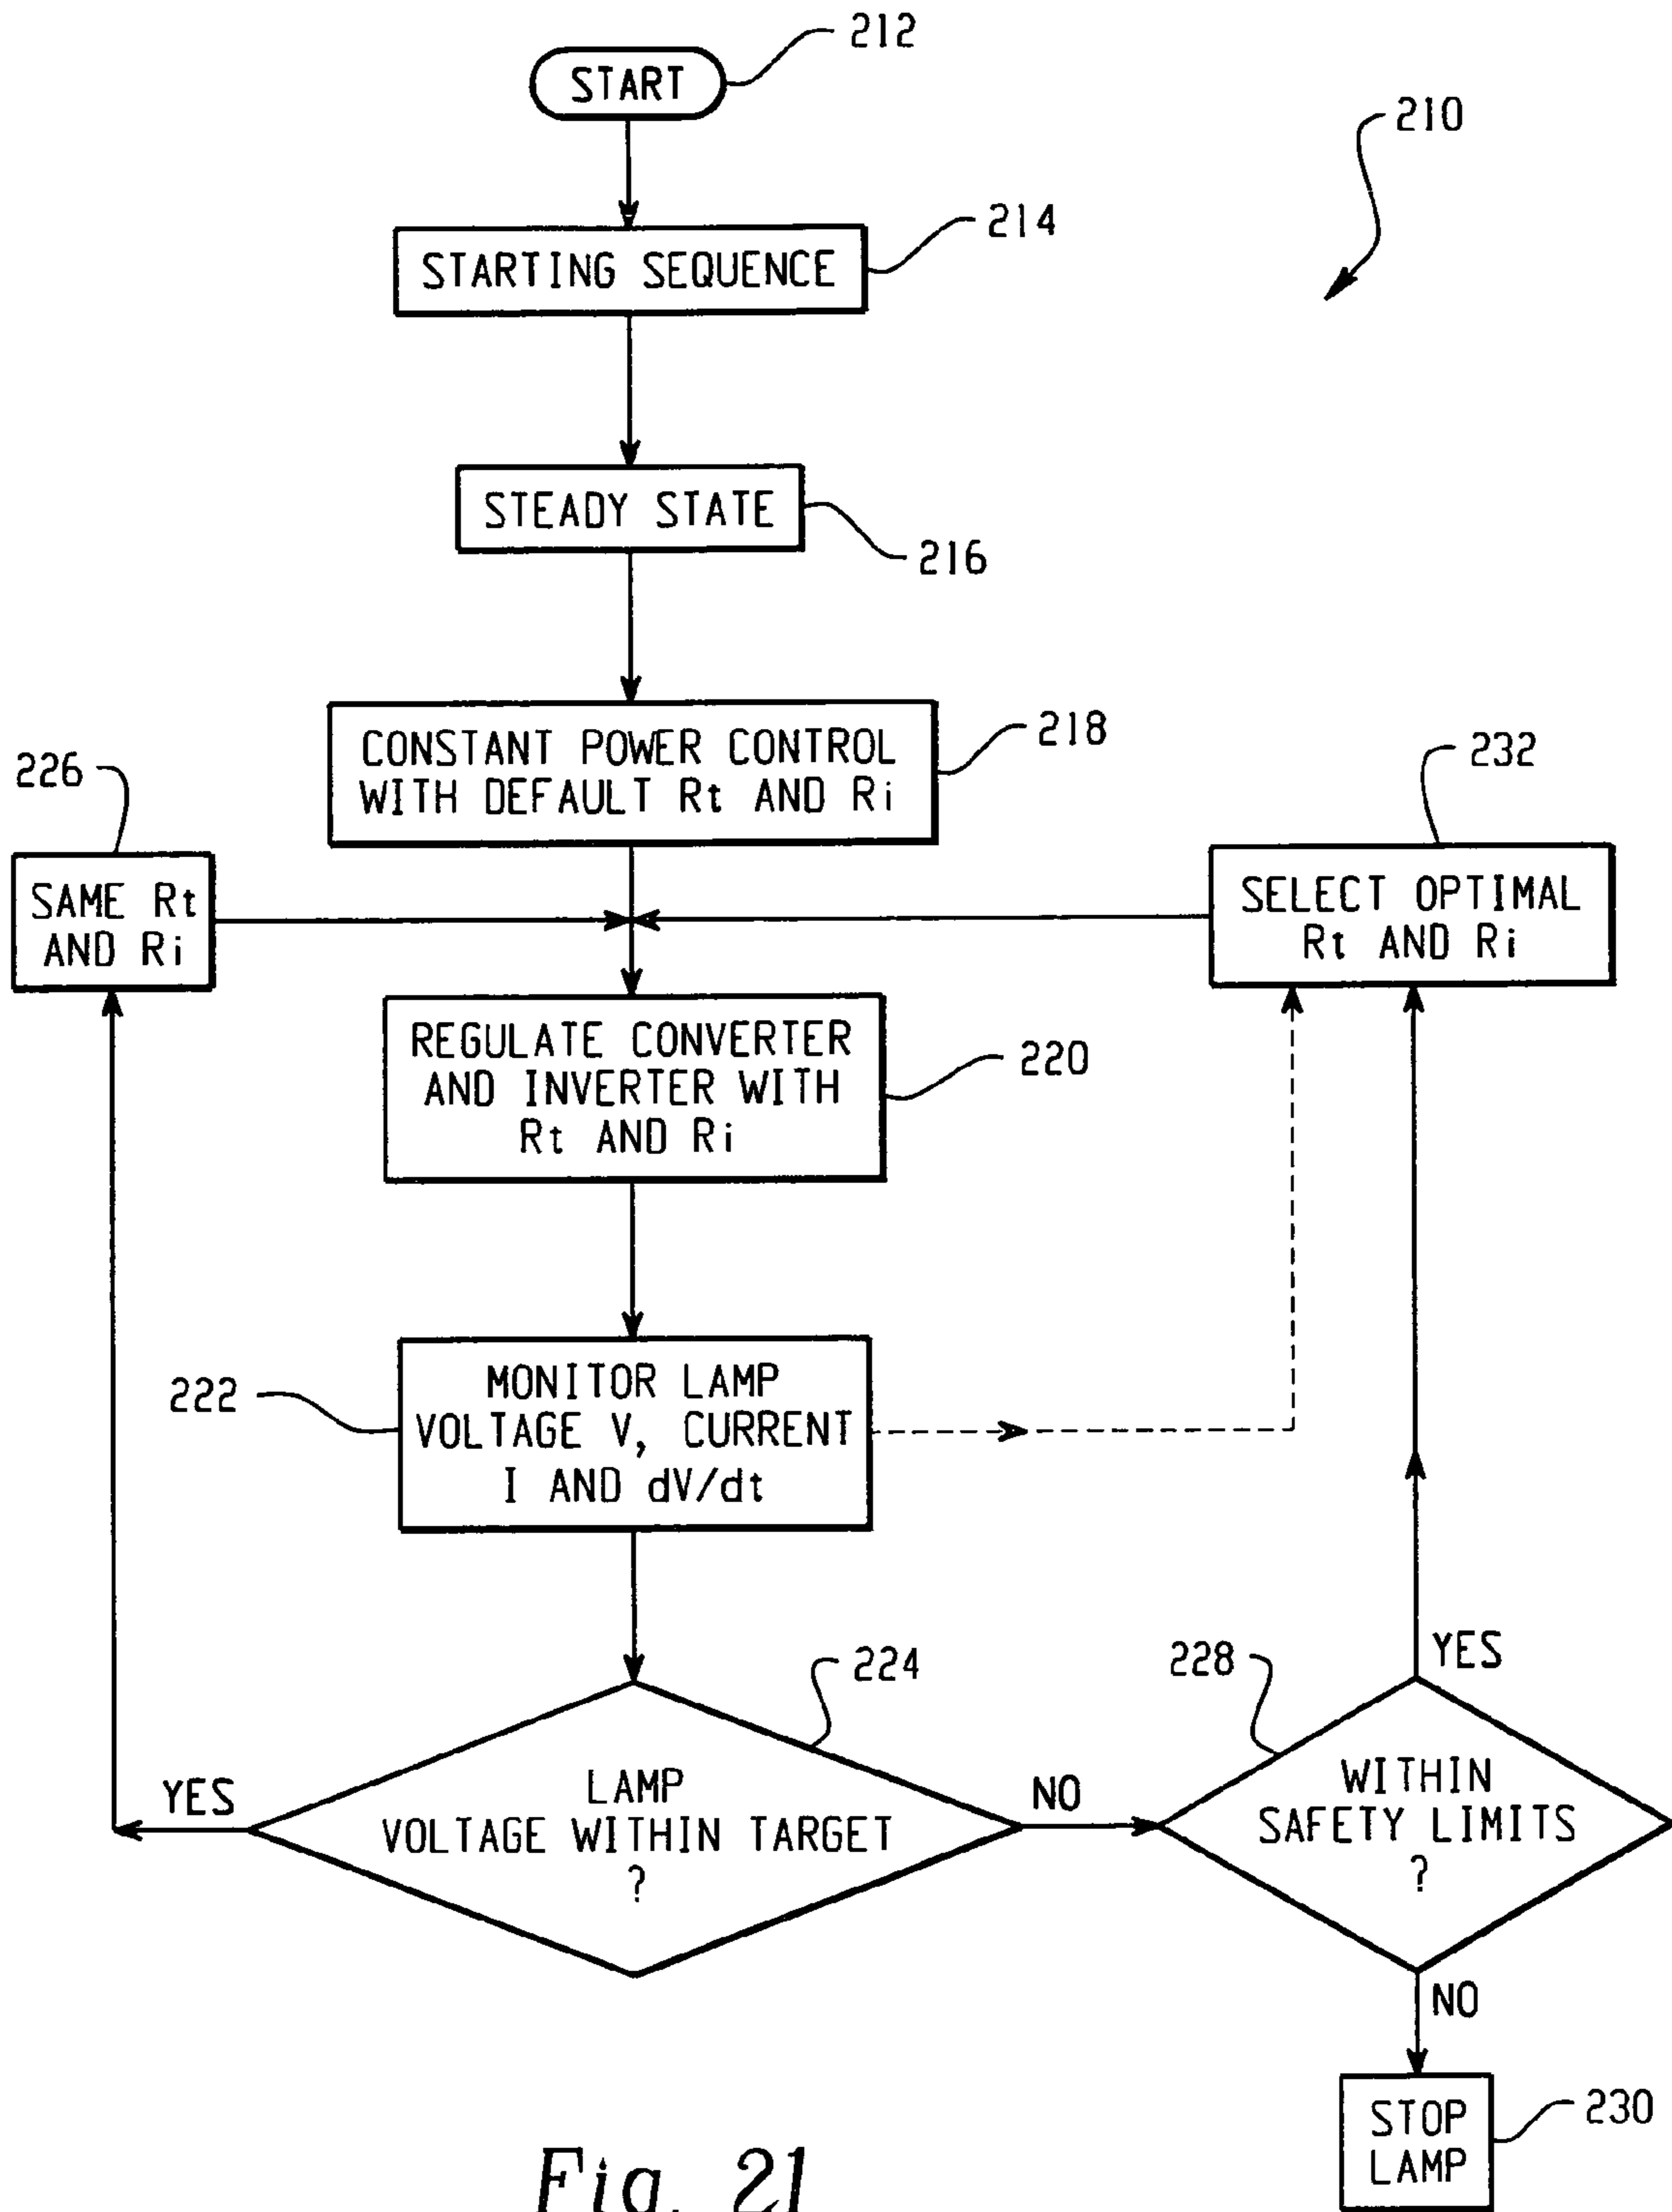 START
212
210
STARTING SEQUENCE
214
STEADY STATE
216
CONSTANT POWER CONTROL
WITH DEFAULT Rt AND Ri
218
226
SAME Rt
AND Ri
232
SELECT OPTIMAL
Rt AND Ri
REGULATE CONVERTER
AND INVERTER WITH
Rt AND Ri
220
222
MONITOR LAMP
VOLTAGE V, CURRENT
I AND dV/dt
224
LAMP
VOLTAGE WITHIN TARGET
?
YES
NO
228
WITHIN
SAFETY LIMITS
?
YES
NO
STOP
LAMP
230
Fig. 21